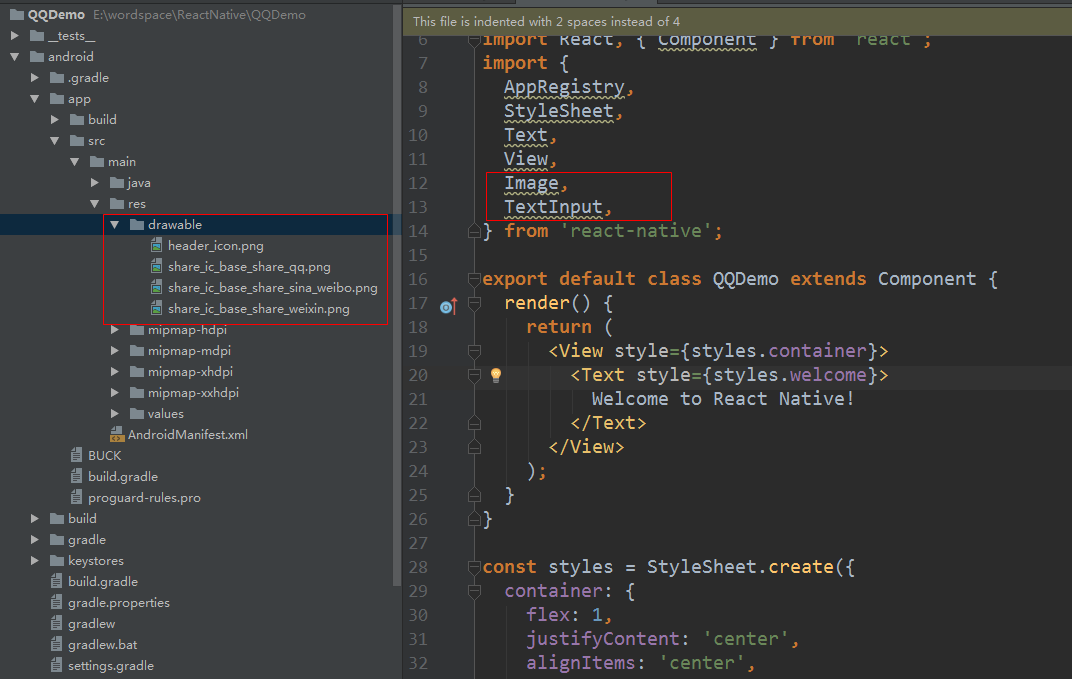 QQDemo E:\wordspace\ReactNative\QQDemo
__tests__
android
.gradle
app
build
src
main
java
res
drawable
header_icon.png
share_ic_base_share_qq.png
share_ic_base_share_sina_weibo.png
share_ic_base_share_weixin.png
mipmap-hdpi
mipmap-mdpi
mipmap-xhdpi
mipmap-xxhdpi
values
AndroidManifest.xml
BUCK
build.gradle
proguard-rules.pro
build
gradle
keystores
build.gradle
gradle.properties
gradlew
gradlew.bat
settings.gradle
This file is indented with 2 spaces instead of 4
6 import React, { Component } from 'react';
7 import {
8 AppRegistry,
9 StyleSheet,
10 Text,
11 View,
12 Image,
13 TextInput,
14 } from 'react-native';
15
16 export default class QQDemo extends Component {
17 render() {
18 return (
19 <View style={styles.container}>
20 <Text style={styles.welcome}>
21 Welcome to React Native!
22 </Text>
23 </View>
24 );
25 }
26 }
27
28 const styles = StyleSheet.create({
29 container: {
30 flex: 1,
31 justifyContent: 'center',
32 alignItems: 'center',